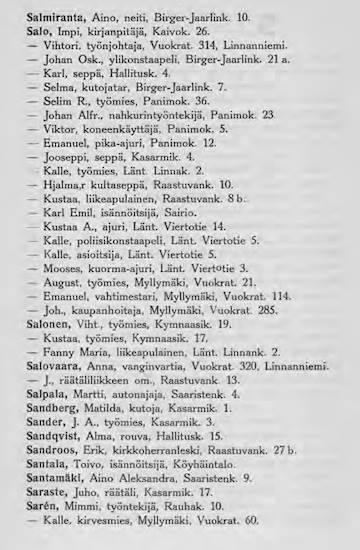 Salmiranta, Aino, neiti, Birger-Jaarlink. 10.
Salo, Impi, kirjanpitäjä, Kaivok. 26.
— Vihtori, työnjohtaja, Vuokrat. 314, Linnanniemi.
— Johan Osk., ylikonstaapeli, Birger-Jaarlink. 21 a.
— Karl, seppä, Hallitusk. 4.
— Selma, kutojatar, Birger-Jaarlink. 7.
— Selim R., työmies, Panimok. 36.
— Johan Alfr., nahkurintyöntekijä, Panimok. 23
— Viktor, koneenkäyttäjä, Panimok. 5.
— Emanuel, pika-ajuri, Panimok. 12.
— Jooseppi, seppä, Kasarmik. 4.
— Kalle, työmies, Länt. Linnak. 2.
— Hjalma,r kultaseppä, Raastuvank. 10.
— Kustaa, liikeapulainen, Raastuvank. 8 b.
— Karl Emil, isännöitsijä, Sairio.
— Kustaa A., ajuri, Länt. Viertotie 14.
— Kalle, poliisikonstaapeli, Länt. Viertotie 5.
— Kalle, asioitsija, Länt. Viertotie 5.
— Mooses, kuorma-ajuri, Länt. Viertotie 3.
— August, työmies, Myllymäki, Vuokrat. 21.
— Emanuel, vahtimestari, Myllymäki, Vuokrat. 114.
— Joh., kaupanhoitaja, Myllymäki, Vuokrat. 285.
Salonen, Viht., työmies, Kymnaasik. 19.
— Kustaa, työmies, Kymnaasik. 17.
— Fanny Maria, liikeapulainen, Länt. Linnank. 2.
Salovaara, Anna, vanginvartia, Vuokrat. 320, Linnanniemi.
— J., räätäliliikkeen om., Raastuvank. 13.
Salpala, Martti, autonajaja, Saaristenk. 4.
Sandberg, Matilda, kutoja, Kasarmik. 1.
Sander, J. A., työmies, Kasarmik. 3.
Sandqvist, Alma, rouva, Hallitusk. 15.
Sandroos, Erik, kirkkoherranleski, Raastuvank. 27 b.
Santala, Toivo, isännöitsijä, Köyhäintalo.
Santamäki, Aino Aleksandra, Saaristenk. 9.
Saraste, Juho, räätäli, Kasarmik. 17.
Sarén, Mimmi, työntekijä, Rauhak. 10.
— Kalle, kirvesmies, Myllymäki, Vuokrat. 60.